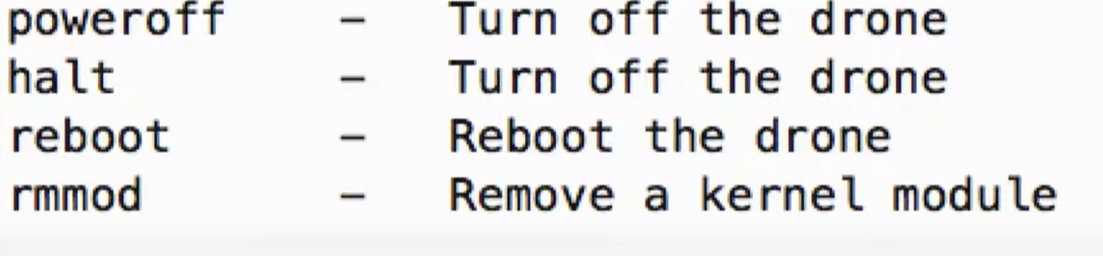 poweroff - Turn off the drone
halt - Turn off the drone
reboot - Reboot the drone
rmmod - Remove a kernel module